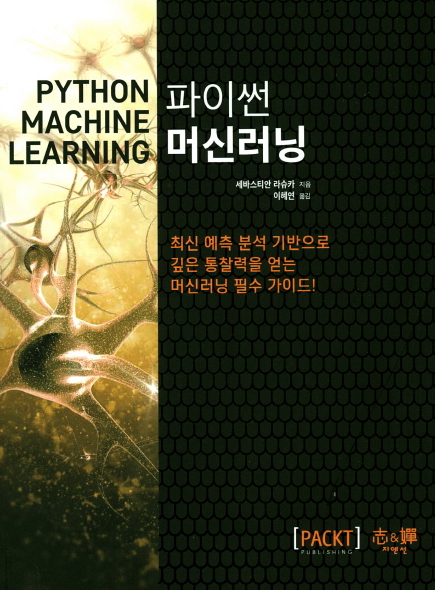 PYTHON
MACHINE
LEARNING
파이썬
머신러닝
세바스티안 라슈카 지음
이혜연 옮김
최신 예측 분석 기반으로
깊은 통찰력을 얻는
머신러닝 필수 가이드!
[PACKT]
PUBLISHING
志&嬋
지앤선